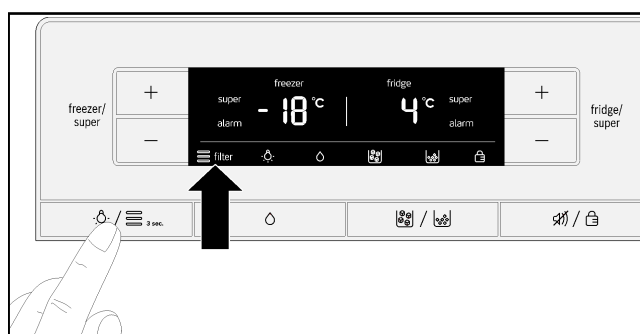 freezer/
super
+
−
freezer
super
alarm
-18 °C
fridge
4 °C
super
alarm
filter
+
−
fridge/
super
/ 3 sec.
/
/